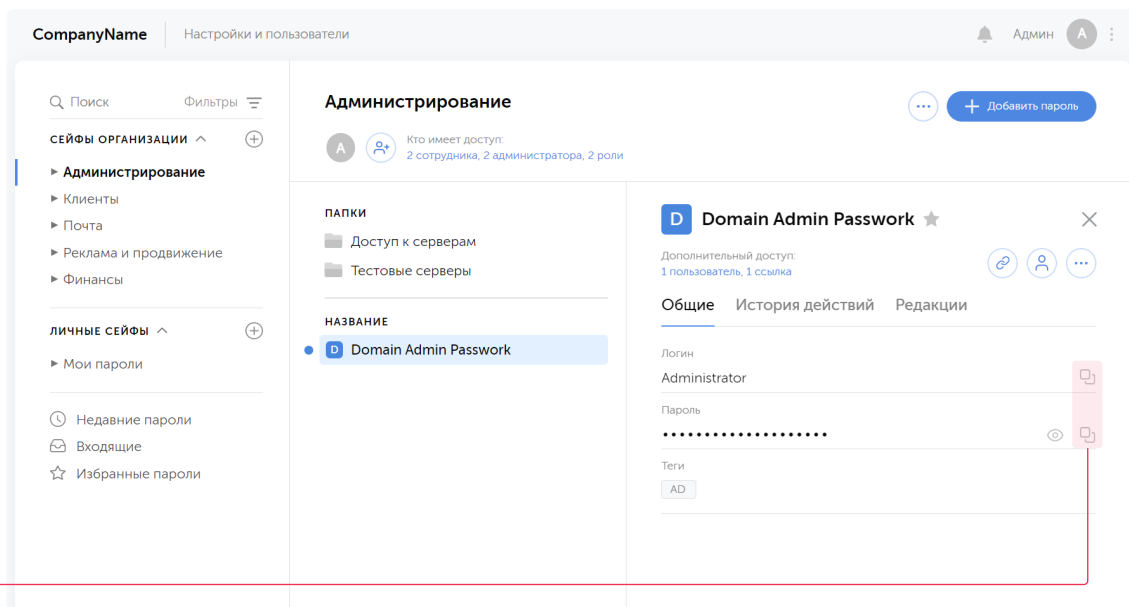 CompanyName
Настройки и пользователи
Админ
А
Поиск
Фильтры
СЕЙФЫ ОРГАНИЗАЦИИ
Администрирование
Клиенты
Почта
Реклама и продвижение
Финансы
ЛИЧНЫЕ СЕЙФЫ
Мои пароли
Недавние пароли
Входящие
Избранные пароли
Администрирование
Добавить пароль
А
Кто имеет доступ:
2 сотрудника, 2 администратора, 2 роли
ПАПКИ
Доступ к серверам
Тестовые серверы
НАЗВАНИЕ
D Domain Admin Passwork
D Domain Admin Passwork
Дополнительный доступ:
1 пользователь, 1 ссылка
Общие
История действий
Редакции
Логин
Administrator
Пароль
••••••••••••••••••••
Теги
AD